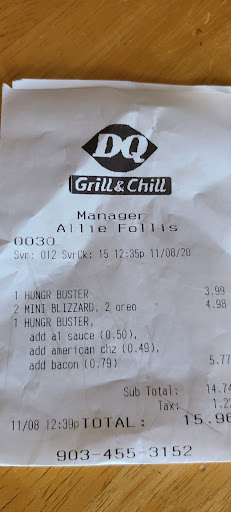 DQ
Grill & Chill
Manager
Allie Follis
0030
Svr: 012 SvrCk: 15 12:35p 11/08/20
1 HUNGR BUSTER 3.99
2 MINI BLIZZARD, 2 oreo 4.98
1 HUNGR BUSTER,
add a1 sauce (0.50),
add american chz (0.49),
add bacon (0.79) 5.77
Sub Total: 14.74
Tax: 1.22
11/08 12:39pTOTAL: 15.96
903-455-3152